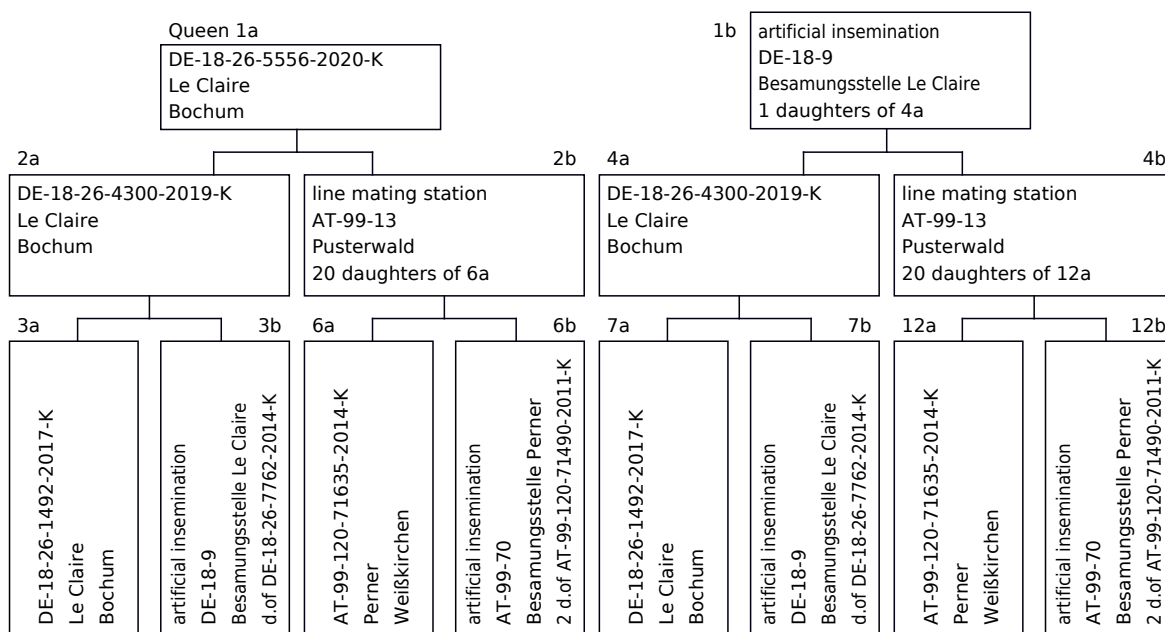 Queen 1a
DE-18-26-5556-2020-K
Le Claire
Bochum
1b
artificial insemination
DE-18-9
Besamungsstelle Le Claire
1 daughters of 4a
2a
DE-18-26-4300-2019-K
Le Claire
Bochum
2b
line mating station
AT-99-13
Pusterwald
20 daughters of 6a
4a
DE-18-26-4300-2019-K
Le Claire
Bochum
4b
line mating station
AT-99-13
Pusterwald
20 daughters of 12a
3a
DE-18-26-1492-2017-K
Le Claire
Bochum
3b
artificial insemination
DE-18-9
Besamungsstelle Le Claire
d.of DE-18-26-7762-2014-K
6a
AT-99-120-71635-2014-K
Perner
Weißkirchen
6b
artificial insemination
AT-99-70
Besamungsstelle Perner
2 d.of AT-99-120-71490-2011-K
7a
DE-18-26-1492-2017-K
Le Claire
Bochum
7b
artificial insemination
DE-18-9
Besamungsstelle Le Claire
d.of DE-18-26-7762-2014-K
12a
AT-99-120-71635-2014-K
Perner
Weißkirchen
12b
artificial insemination
AT-99-70
Besamungsstelle Perner
2 d.of AT-99-120-71490-2011-K